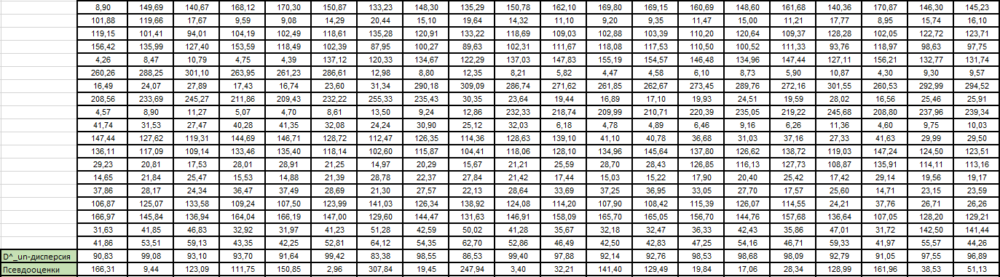 8,90 149,69 140,67 168,12 170,30 150,87 133,23 148,30 135,29 150,78 162,10 169,80 169,15 160,69 148,60 161,68 140,36 170,87 146,30 145,23
101,88 119,66 17,67 9,59 9,08 14,29 20,44 15,10 19,64 14,32 11,10 9,20 9,35 11,47 15,00 11,21 17,77 8,95 15,74 16,10
119,15 101,41 94,01 104,19 102,49 118,61 135,28 120,91 133,22 118,69 109,03 102,88 103,39 110,20 120,64 109,37 128,28 102,05 122,72 123,71
156,42 135,99 127,40 153,59 118,49 102,39 87,95 100,27 89,63 102,31 111,67 118,08 117,53 110,50 100,52 111,33 93,76 118,97 98,63 97,75
4,26 8,47 10,79 4,75 4,39 137,12 120,33 134,67 122,29 137,03 147,83 155,19 154,57 146,48 134,96 147,44 127,11 156,21 132,77 131,74
260,26 288,25 301,10 263,95 261,23 286,61 12,98 8,80 12,35 8,21 5,82 4,47 4,58 6,10 8,73 5,90 10,87 4,30 9,30 9,57
16,49 24,07 27,89 17,43 16,74 23,60 31,34 290,18 309,09 286,74 271,62 261,85 262,67 273,45 289,76 272,16 301,55 260,53 292,99 294,52
208,56 233,69 245,27 211,86 209,43 232,22 255,33 235,43 30,35 23,64 19,44 16,89 17,10 19,93 24,51 19,59 28,02 16,56 25,46 25,91
4,57 8,90 11,27 5,07 4,70 8,61 13,50 9,24 12,86 232,33 218,74 209,99 210,71 220,39 235,05 219,22 245,68 208,80 237,96 239,34
41,74 31,53 27,47 40,28 41,35 32,08 24,24 30,90 25,12 32,03 6,18 4,78 4,89 6,46 9,16 6,26 11,36 4,60 9,75 10,03
147,44 127,62 119,31 144,69 146,71 128,72 112,47 126,35 114,36 128,63 139,10 41,10 40,78 36,68 31,03 37,16 27,33 41,63 29,99 29,50
136,11 117,09 109,14 133,46 135,40 118,14 102,60 115,87 104,41 118,06 128,10 134,96 145,64 137,80 126,62 138,72 119,03 147,24 124,50 123,51
29,23 20,81 17,53 28,01 28,91 21,25 14,97 20,29 15,67 21,21 25,59 28,70 28,43 126,85 116,13 127,73 108,87 135,91 114,11 113,16
14,65 21,84 25,47 15,53 14,88 21,39 28,78 22,37 27,84 21,42 17,44 15,03 15,22 17,90 20,40 25,42 17,42 29,14 19,56 19,17
37,86 28,17 24,34 36,47 37,49 28,69 21,30 27,57 22,13 28,64 33,69 37,25 36,95 33,05 27,70 17,57 25,60 14,71 23,15 23,59
106,87 125,07 133,58 109,24 107,50 123,99 141,03 126,34 138,92 124,08 114,20 107,90 108,42 115,39 126,07 114,55 24,21 37,76 26,71 26,26
166,97 145,84 136,94 164,04 166,19 147,00 129,60 144,47 131,63 146,91 158,09 165,70 165,05 156,70 144,76 157,68 136,64 107,05 128,20 129,21
31,63 41,85 46,83 32,92 31,97 41,23 51,28 42,59 50,02 41,28 35,67 32,18 32,47 36,33 42,43 35,86 47,01 31,72 142,50 141,44
41,86 53,51 59,13 43,35 42,25 52,81 64,12 54,35 62,70 52,86 46,49 42,50 42,83 47,25 54,16 46,71 59,33 41,97 55,57 44,26
D^_un-дисперсия 90,83 99,08 93,10 93,70 91,64 99,42 83,38 98,55 86,53 99,40 97,88 92,14 92,76 98,53 98,68 98,09 92,79 91,05 97,55 96,89
Псевдооценки 166,31 9,44 123,09 111,75 150,85 2,96 307,84 19,45 247,94 3,40 32,21 141,40 128,49 19,84 17,06 28,34 128,99 161,96 38,53 51,13